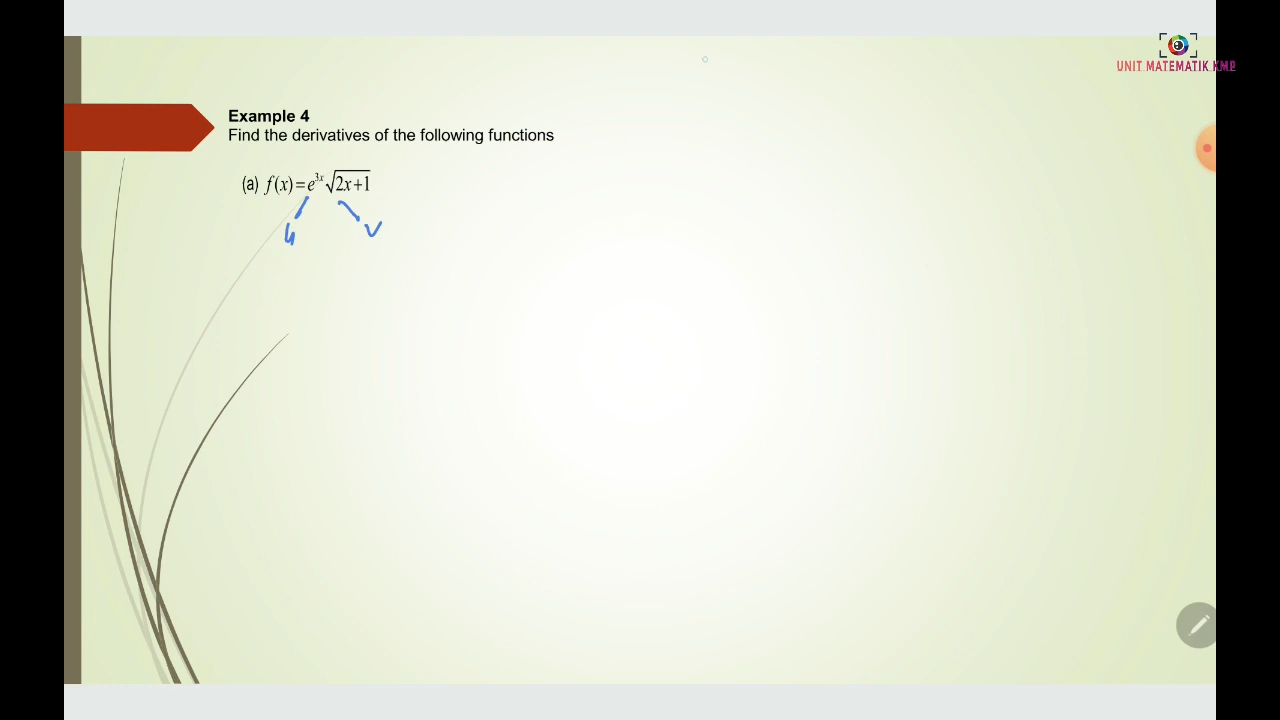 UNIT MATEMATIK KMP
Example 4
Find the derivatives of the following functions
(a) f(x)=e^{3x}√(2x+1)
u v